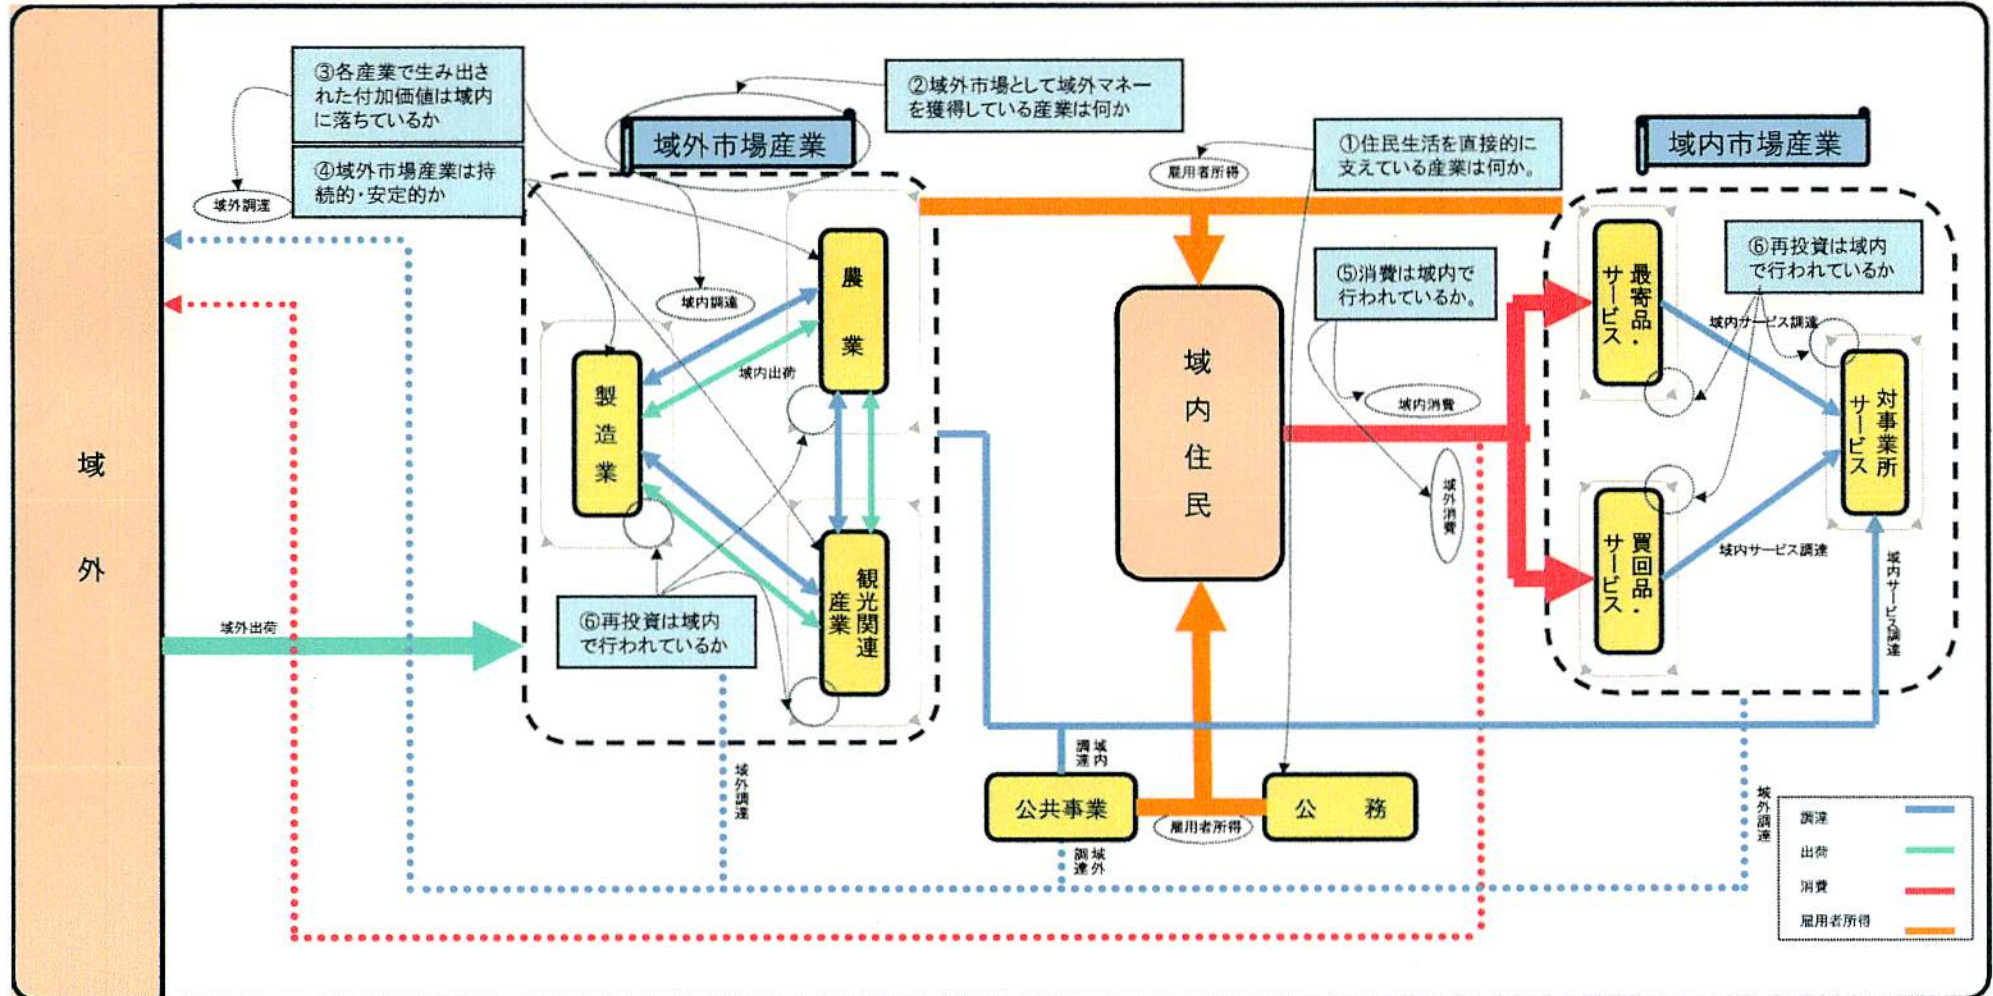 ③各産業で生み出さ
れた付加価値は域内
に落ちているか
④域外市場産業は持
続的・安定的か
域外調達
②域外市場として域外マネー
を獲得している産業は何か
域外市場産業
①住民生活を直接的に
支えている産業は何か。
雇用者所得
域内市場産業
⑤消費は域内で
行われているか。
⑥再投資は域内
で行われているか
域外
域外出荷
農業
製造業
観光関連
産業
域内調達
域内出荷
⑥再投資は域内
で行われているか
域外調達
域内住民
域内消費
域外消費
最寄品・
サービス
買回品・
サービス
対事業所
サービス
域内サービス調達
域内サービス調達
域内サービス調達
域内
調達
公共事業
雇用者所得
公務
域外
調達
域外調達
調達
出荷
消費
雇用者所得